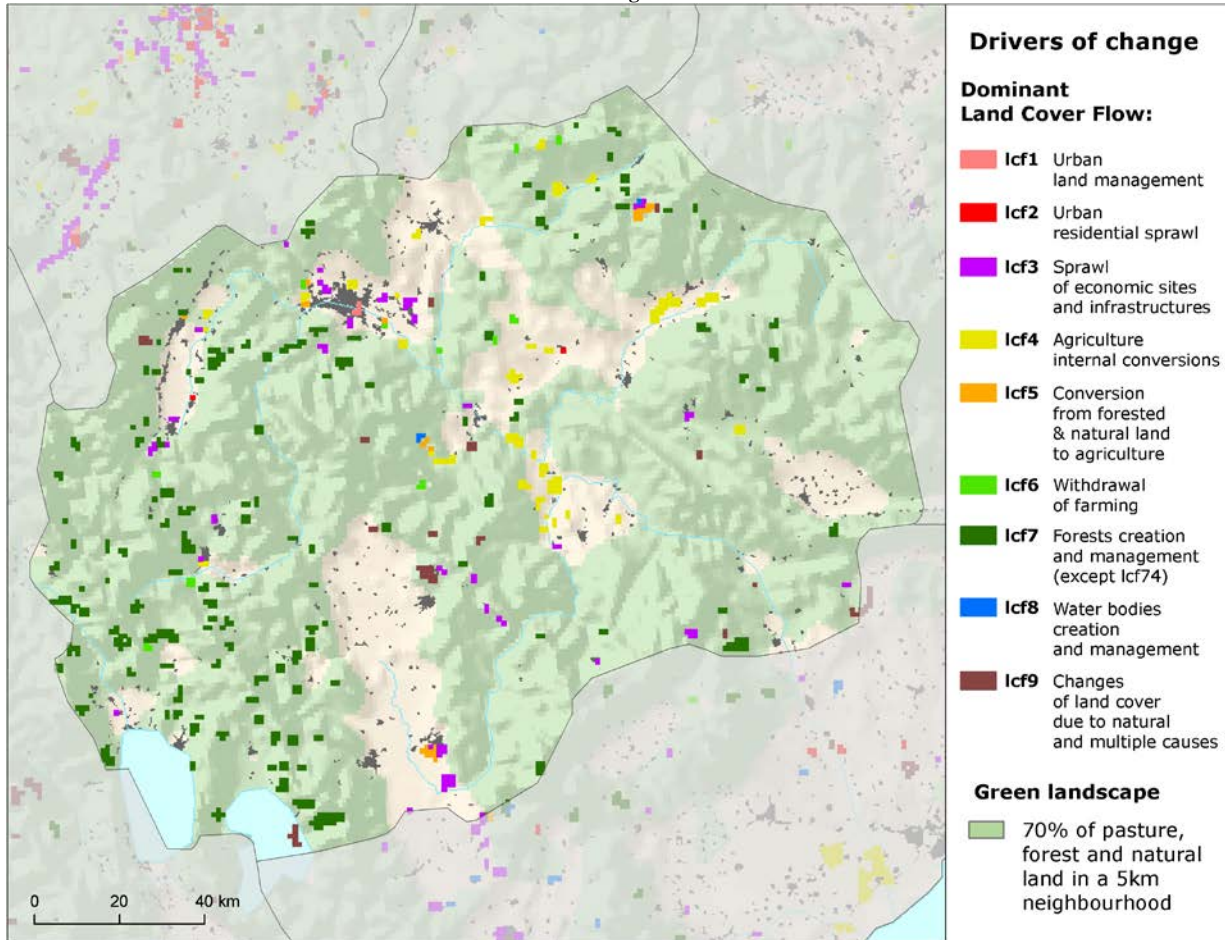 Drivers of change
Dominant
Land Cover Flow:
lcf1 Urban
land management
lcf2 Urban
residential sprawl
lcf3 Sprawl
of economic sites
and infrastructures
lcf4 Agriculture
internal conversions
lcf5 Conversion
from forested
& natural land
to agriculture
lcf6 Withdrawal
of farming
lcf7 Forests creation
and management
(except lcf74)
lcf8 Water bodies
creation
and management
lcf9 Changes
of land cover
due to natural
and multiple causes
Green landscape
70% of pasture,
forest and natural
land in a 5km
neighbourhood
0 20 40 km